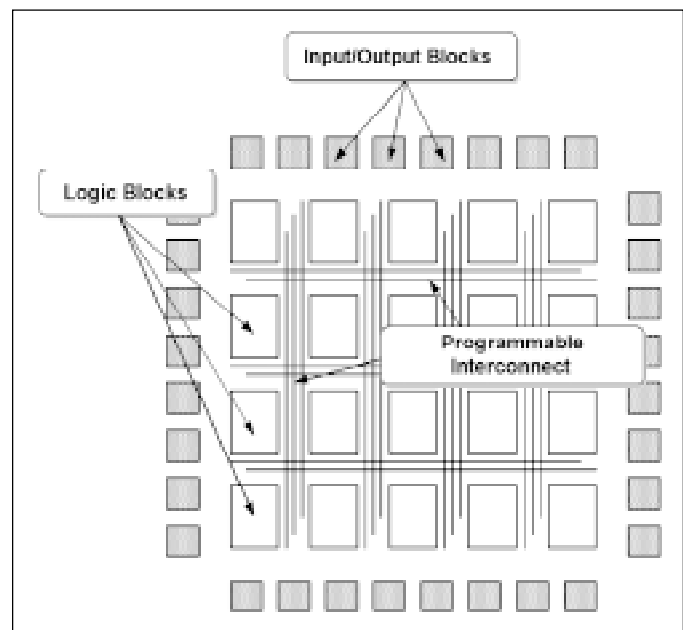 Input/Output Blocks
Logic Blocks
Programmable
Interconnect